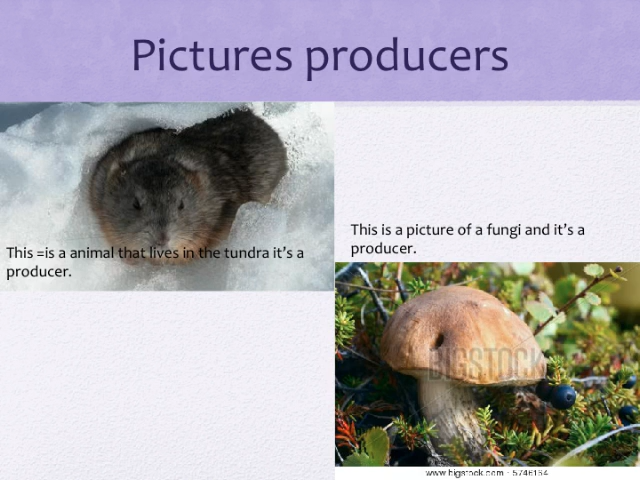 Pictures producers
This =is a animal that lives in the tundra it’s a
producer.
This is a picture of a fungi and it’s a
producer.
BIGSTOCK
www.bigstock.com · 5746164